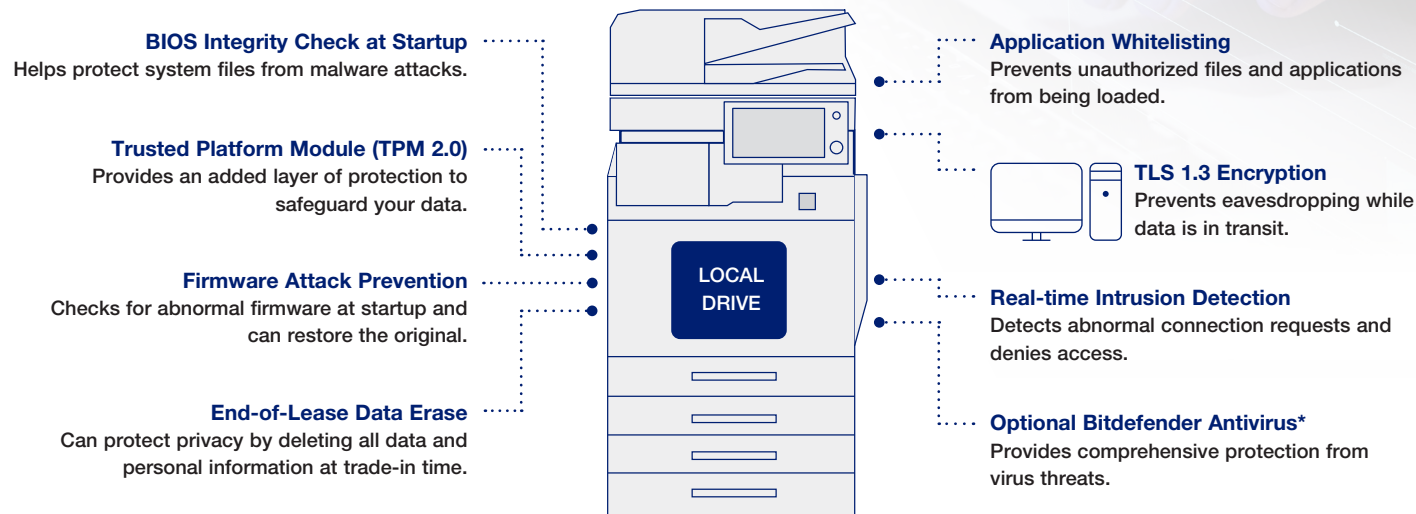 BIOS Integrity Check at Startup
Helps protect system files from malware attacks.
Trusted Platform Module (TPM 2.0)
Provides an added layer of protection to
safeguard your data.
Firmware Attack Prevention
Checks for abnormal firmware at startup and
can restore the original.
End-of-Lease Data Erase
Can protect privacy by deleting all data and
personal information at trade-in time.
LOCAL
DRIVE
Application Whitelisting
Prevents unauthorized files and applications
from being loaded.
TLS 1.3 Encryption
Prevents eavesdropping while
data is in transit.
Real-time Intrusion Detection
Detects abnormal connection requests and
denies access.
Optional Bitdefender Antivirus*
Provides comprehensive protection from
virus threats.